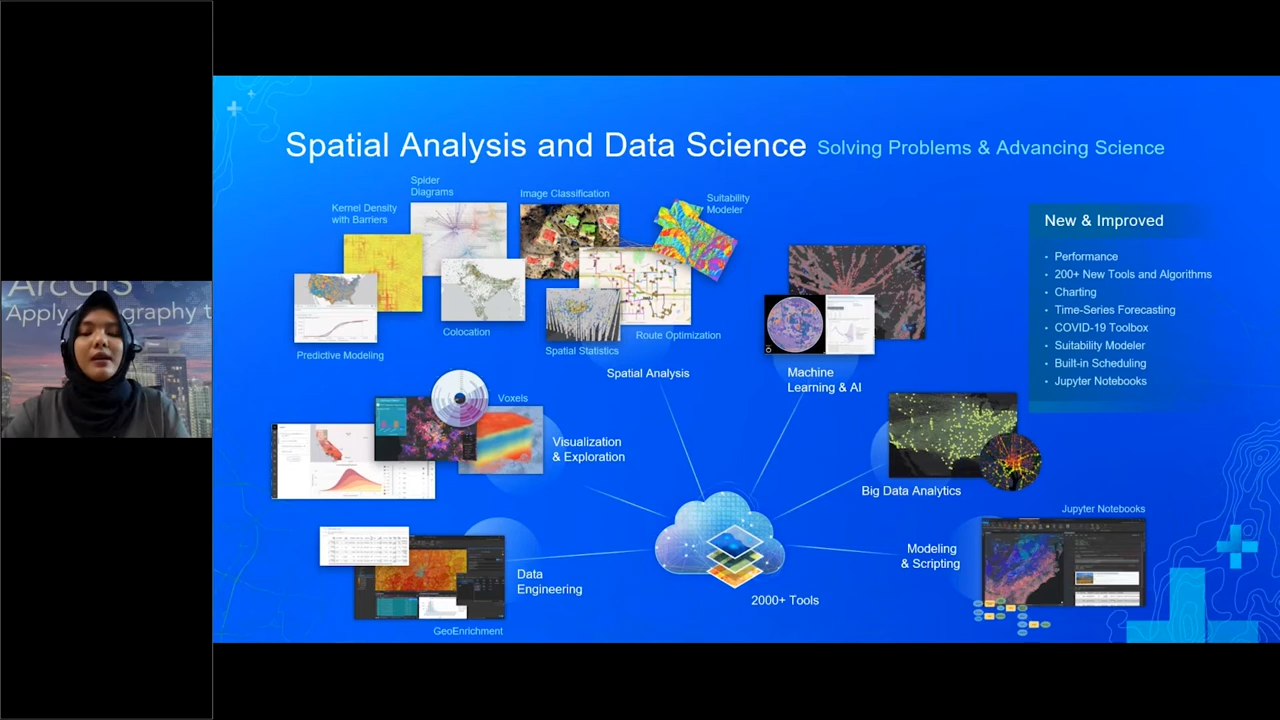 Spatial Analysis and Data Science Solving Problems & Advancing Science
Spider
Diagrams
Kernel Density
with Barriers
Image Classification
Suitability
Modeler
Colocation
Predictive Modeling
Spatial Statistics
Route Optimization
Spatial Analysis
Machine
Learning & AI
New & Improved
• Performance
• 200+ New Tools and Algorithms
• Charting
• Time-Series Forecasting
• COVID-19 Toolbox
• Suitability Modeler
• Built-in Scheduling
• Jupyter Notebooks
Voxels
Visualization
& Exploration
Big Data Analytics
Jupyter Notebooks
Modeling
& Scripting
Data
Engineering
GeoEnrichment
2000+ Tools
ArcGIS
Apply